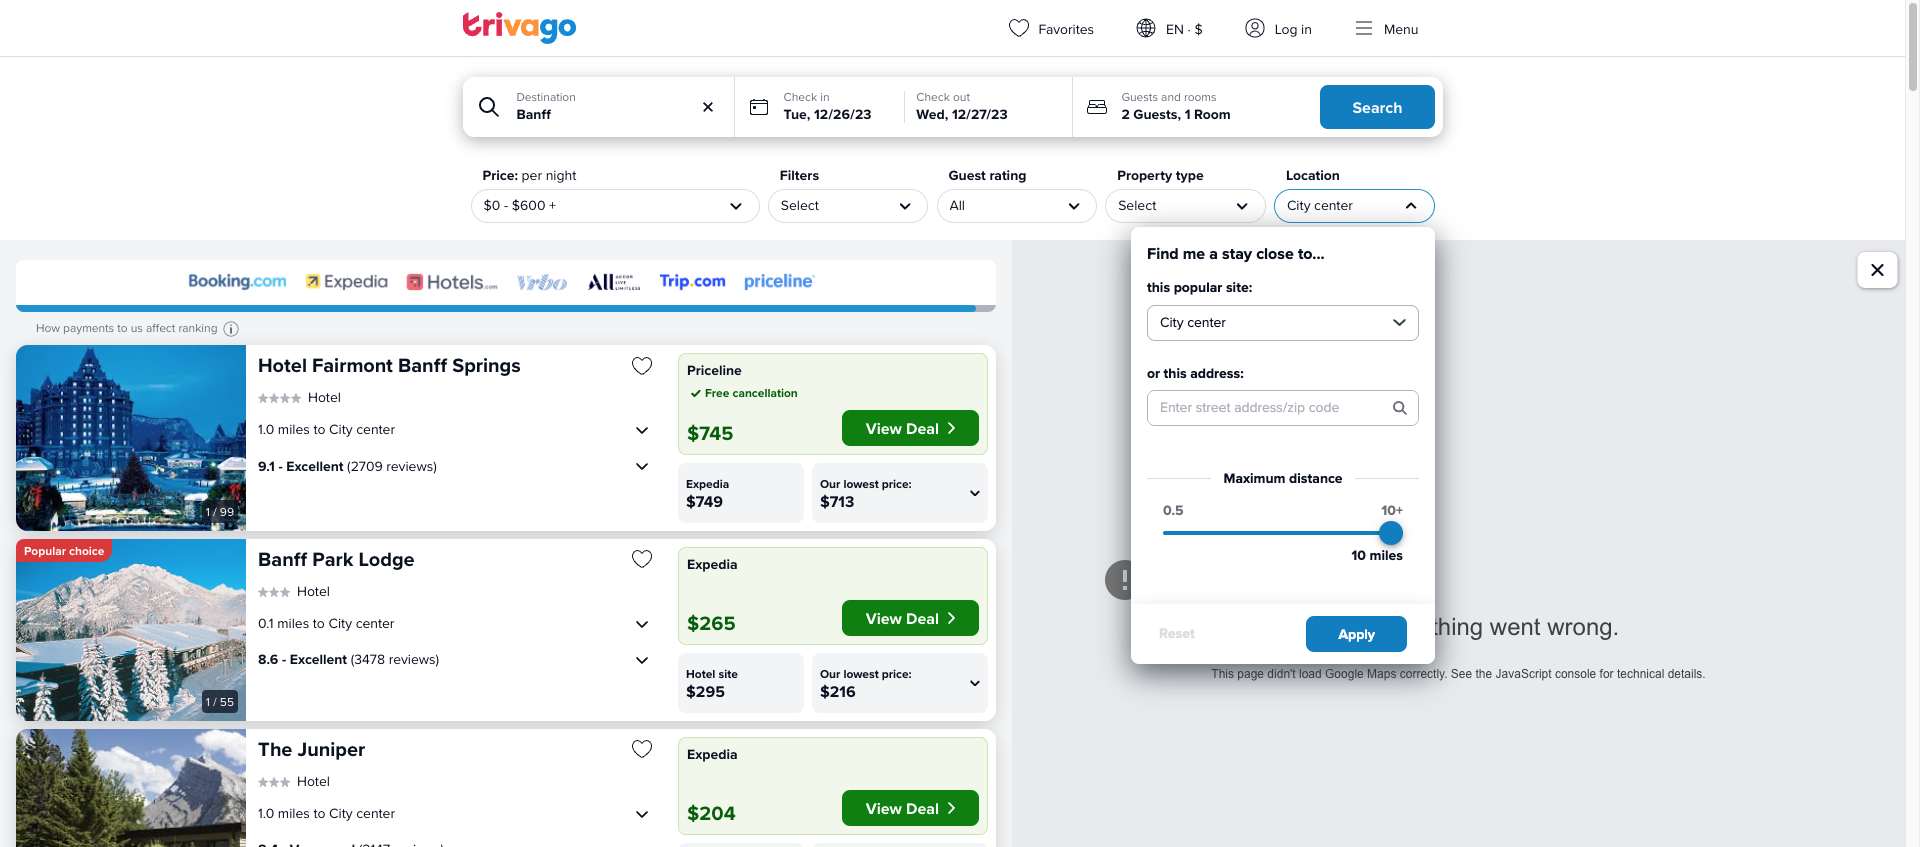 trivago
Favorites
EN · $
Log in
Menu
Destination
Banff
Check in
Tue, 12/26/23
Check out
Wed, 12/27/23
Guests and rooms
2 Guests, 1 Room
Search
Price: per night
$0 - $600 +
Filters
Select
Guest rating
All
Property type
Select
Location
City center
Find me a stay close to...
this popular site:
City center
or this address:
Enter street address/zip code
Maximum distance
0.5
10+
10 miles
Reset
Apply
Booking.com
Expedia
Hotels.com
Vrbo
ALL ACCOR LIVE LIMITLESS
Trip.com
priceline
How payments to us affect ranking
Hotel Fairmont Banff Springs
Hotel
1.0 miles to City center
9.1 - Excellent (2709 reviews)
1 / 99
Priceline
Free cancellation
$745
View Deal
Expedia
$749
Our lowest price:
$713
Popular choice
Banff Park Lodge
Hotel
0.1 miles to City center
8.6 - Excellent (3478 reviews)
1 / 55
Expedia
$265
View Deal
Hotel site
$295
Our lowest price:
$216
The Juniper
Hotel
1.0 miles to City center
Expedia
$204
View Deal
thing went wrong.
This page didn't load Google Maps correctly. See the JavaScript console for technical details.